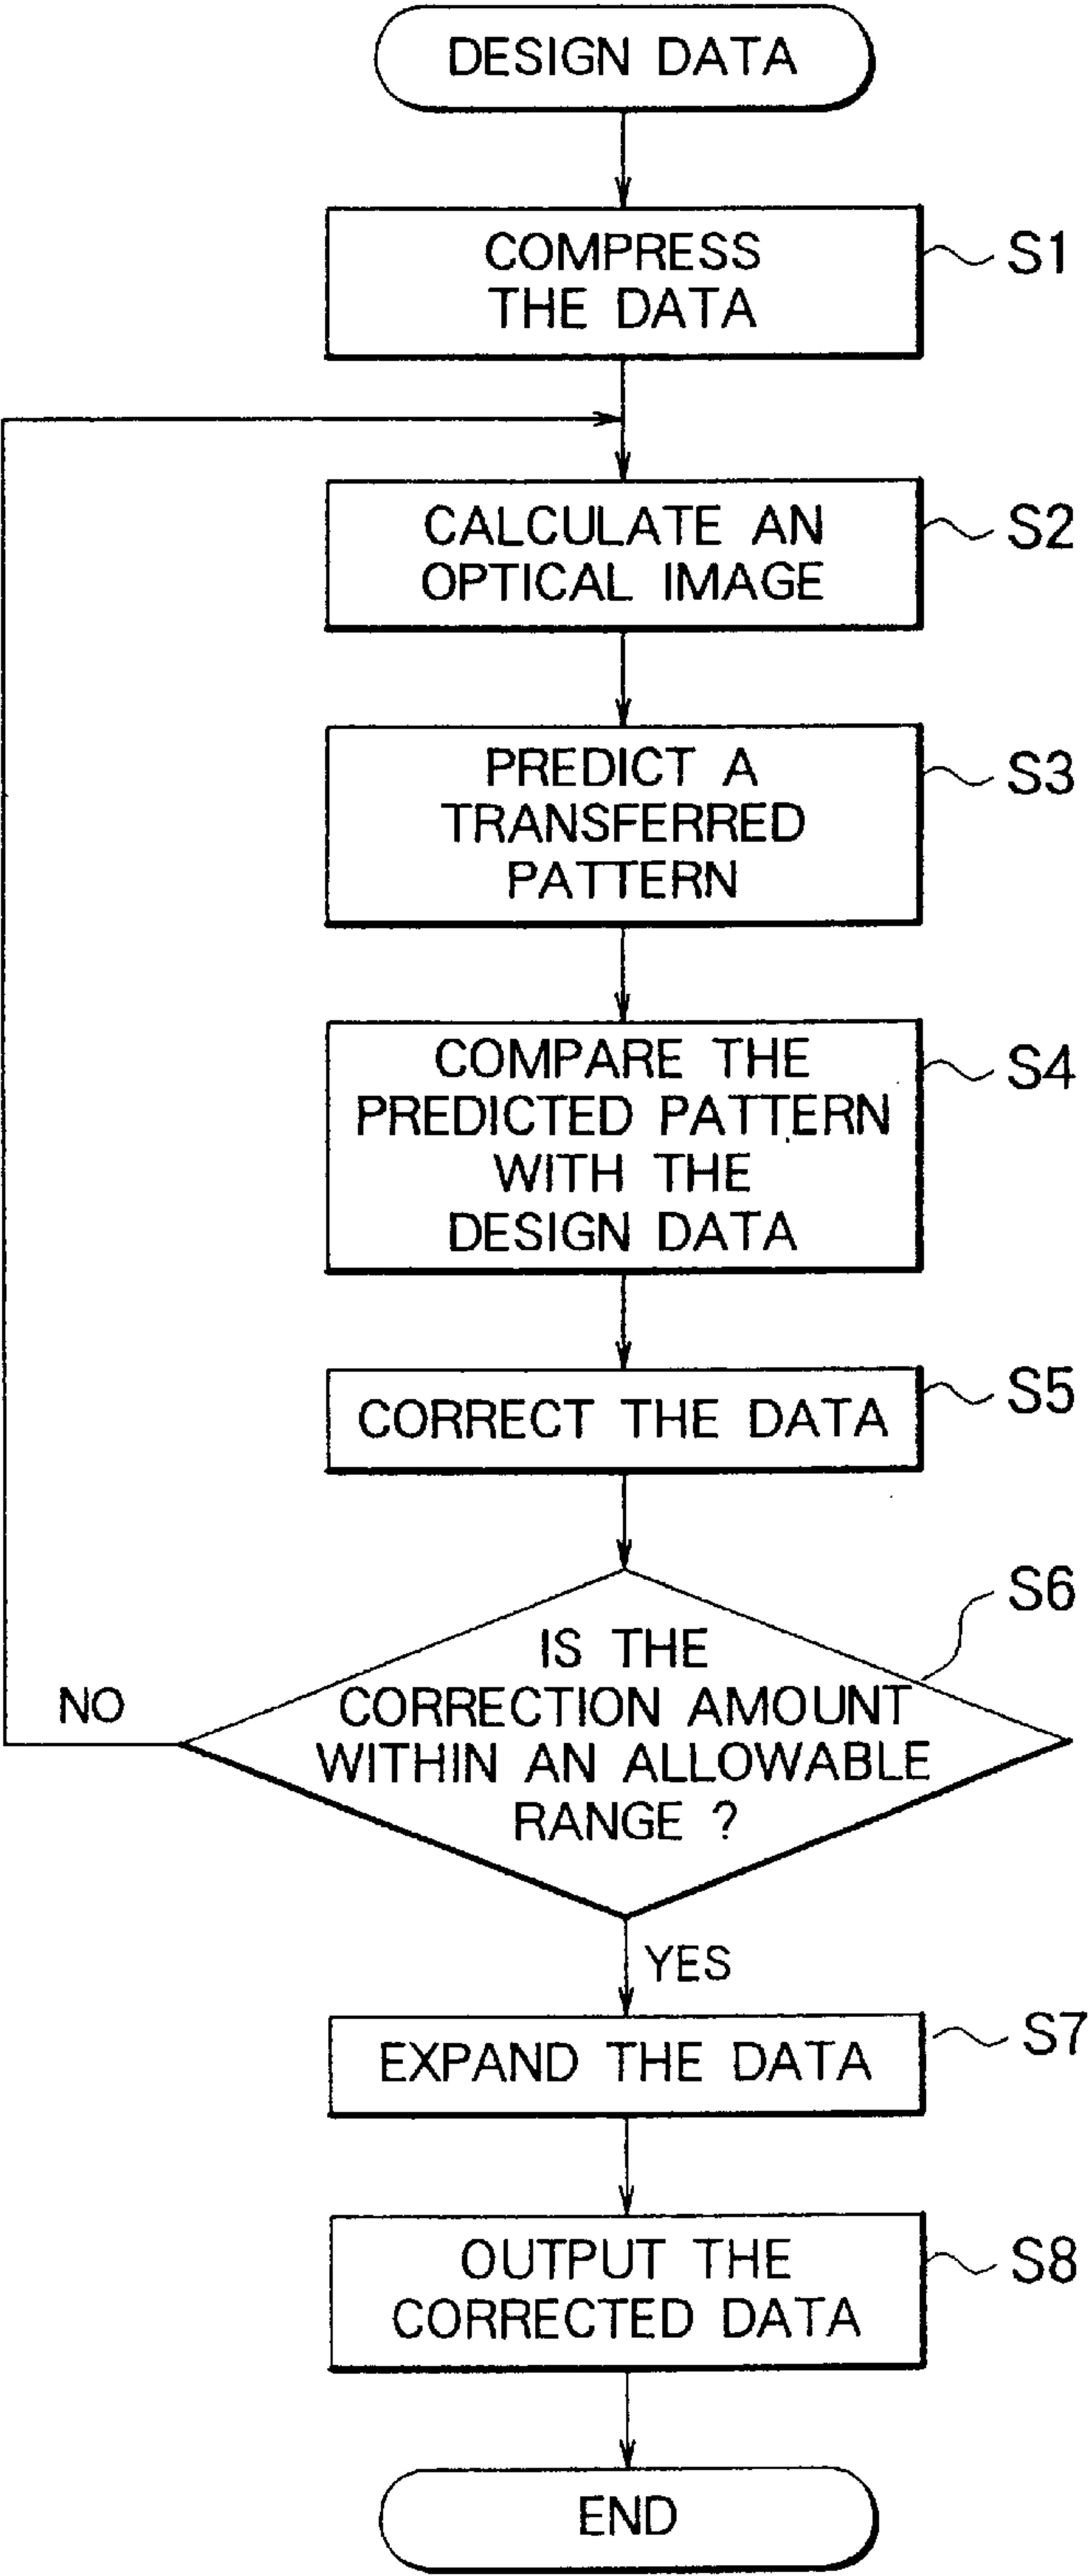 DESIGN DATA
COMPRESS
THE DATA
S1
CALCULATE AN
OPTICAL IMAGE
S2
PREDICT A
TRANSFERRED
PATTERN
S3
COMPARE THE
PREDICTED PATTERN
WITH THE
DESIGN DATA
S4
CORRECT THE DATA
S5
IS THE
CORRECTION AMOUNT
WITHIN AN ALLOWABLE
RANGE ?
S6
NO
YES
EXPAND THE DATA
S7
OUTPUT THE
CORRECTED DATA
S8
END